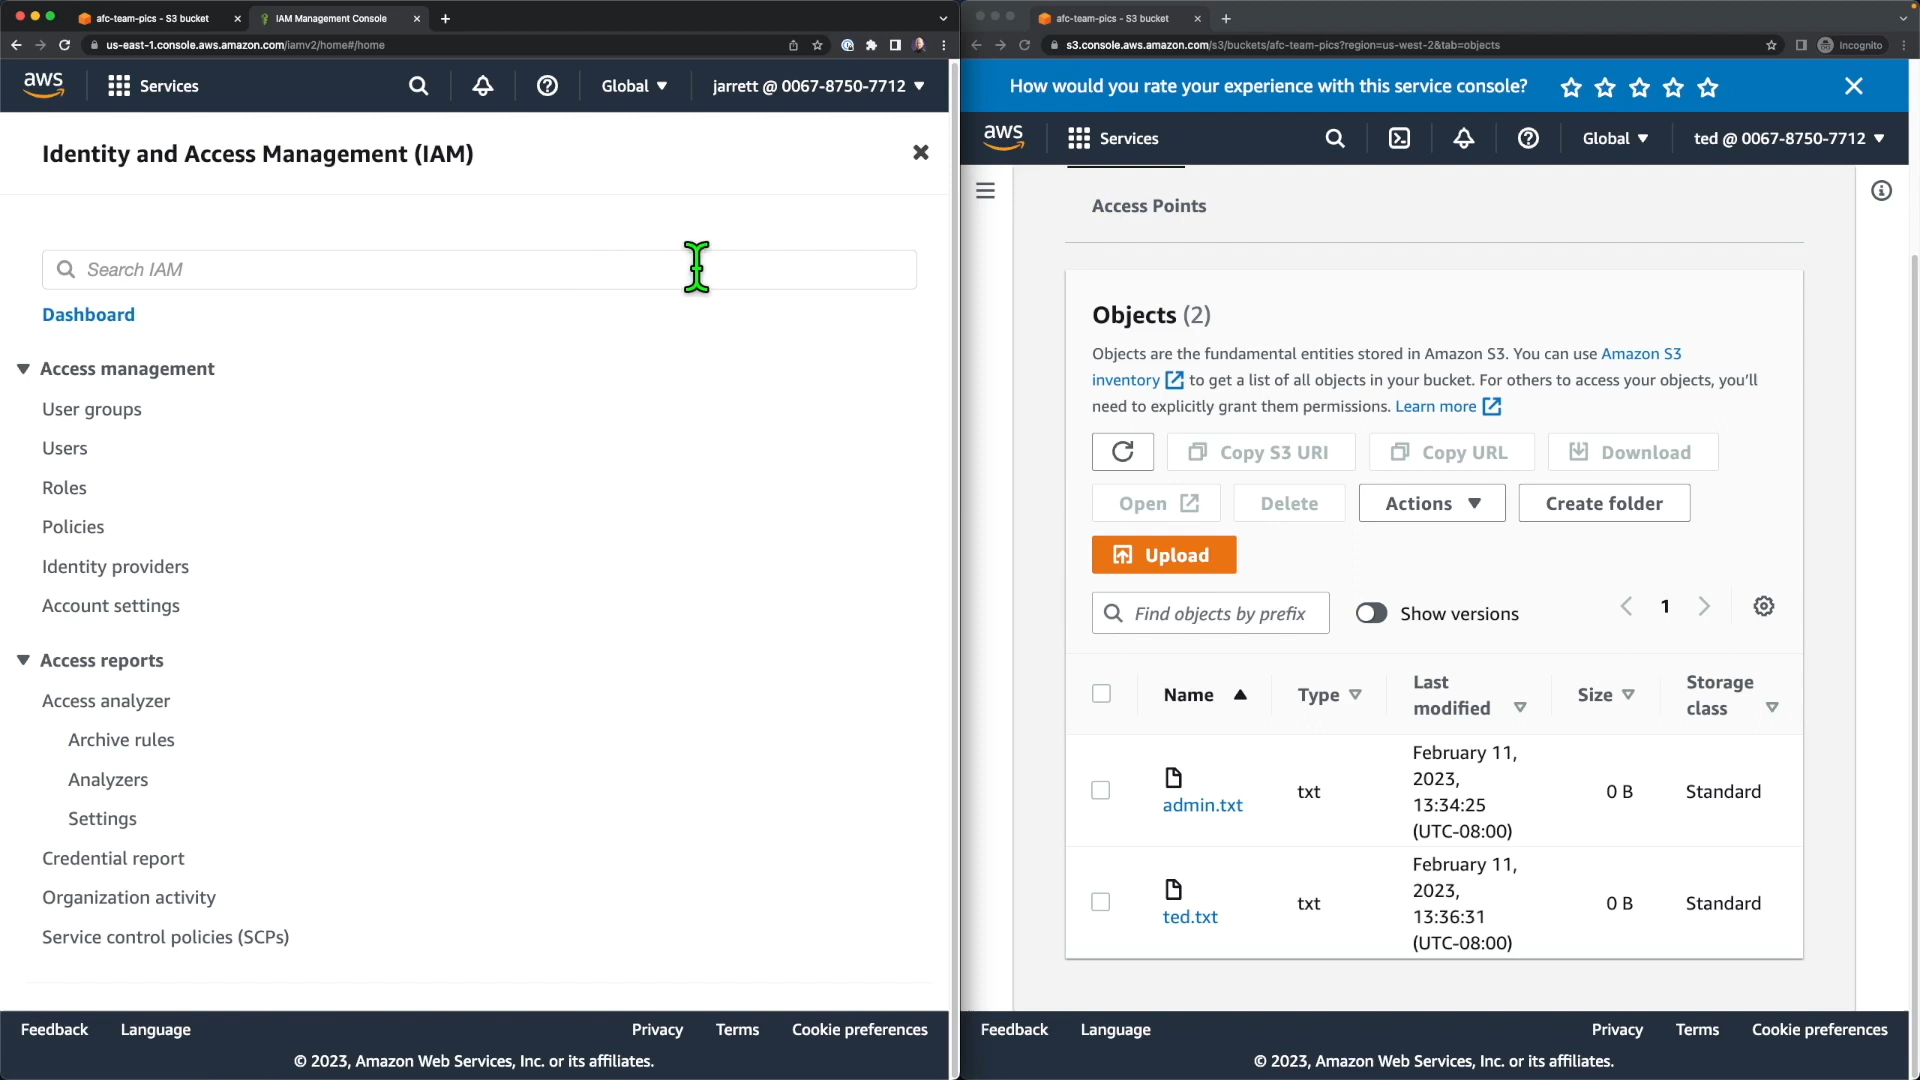 afc-team-pics - S3 bucket
IAM Management Console
us-east-1.console.aws.amazon.com/iamv2/home#/home
aws
Services
Global
jarrett @ 0067-8750-7712
Identity and Access Management (IAM)
Search IAM
Dashboard
Access management
User groups
Users
Roles
Policies
Identity providers
Account settings
Access reports
Access analyzer
Archive rules
Analyzers
Settings
Credential report
Organization activity
Service control policies (SCPs)
Feedback
Language
Privacy
Terms
Cookie preferences
© 2023, Amazon Web Services, Inc. or its affiliates.
afc-team-pics - S3 bucket
s3.console.aws.amazon.com/s3/buckets/afc-team-pics?region=us-west-2&tab=objects
Incognito
How would you rate your experience with this service console?
aws
Services
Global
ted @ 0067-8750-7712
Access Points
Objects (2)
Objects are the fundamental entities stored in Amazon S3. You can use Amazon S3
inventory to get a list of all objects in your bucket. For others to access your objects, you'll
need to explicitly grant them permissions. Learn more
Copy S3 URI
Copy URL
Download
Open
Delete
Actions
Create folder
Upload
Find objects by prefix
Show versions
1
Name
Type
Last
modified
Size
Storage
class
admin.txt
txt
February 11,
2023,
13:34:25
(UTC-08:00)
0 B
Standard
ted.txt
txt
February 11,
2023,
13:36:31
(UTC-08:00)
0 B
Standard
Feedback
Language
Privacy
Terms
Cookie preferences
© 2023, Amazon Web Services, Inc. or its affiliates.